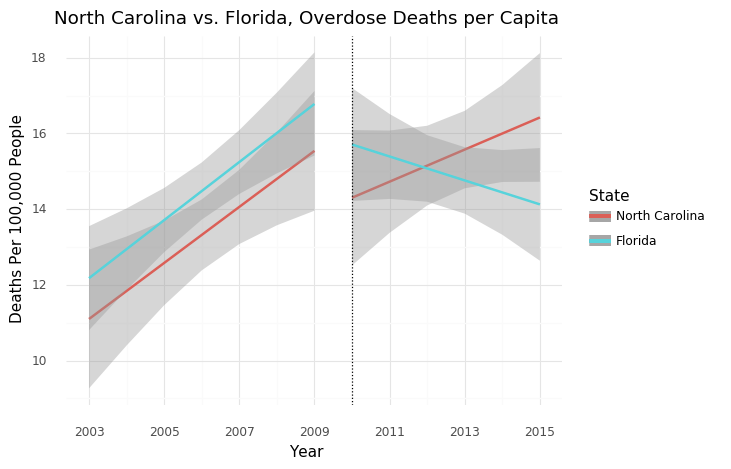 North Carolina vs. Florida, Overdose Deaths per Capita
Deaths Per 100,000 People
18
16
14
12
10
2003
2005
2007
2009
2011
2013
2015
Year
State
North Carolina
Florida